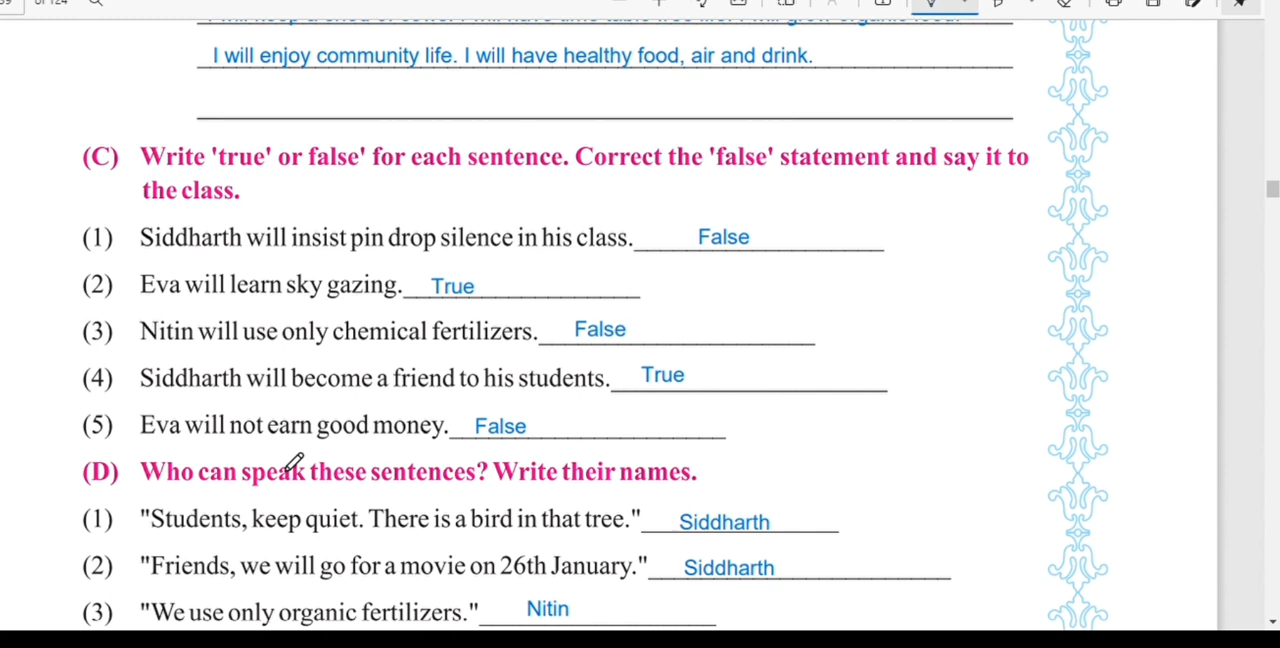 of 124
I will enjoy community life. I will have healthy food, air and drink.
(C) Write 'true' or false' for each sentence. Correct the 'false' statement and say it to
the class.
(1) Siddharth will insist pin drop silence in his class. False
(2) Eva will learn sky gazing. True
(3) Nitin will use only chemical fertilizers. False
(4) Siddharth will become a friend to his students. True
(5) Eva will not earn good money. False
(D) Who can speak these sentences? Write their names.
(1) "Students, keep quiet. There is a bird in that tree." Siddharth
(2) "Friends, we will go for a movie on 26th January." Siddharth
(3) "We use only organic fertilizers." Nitin